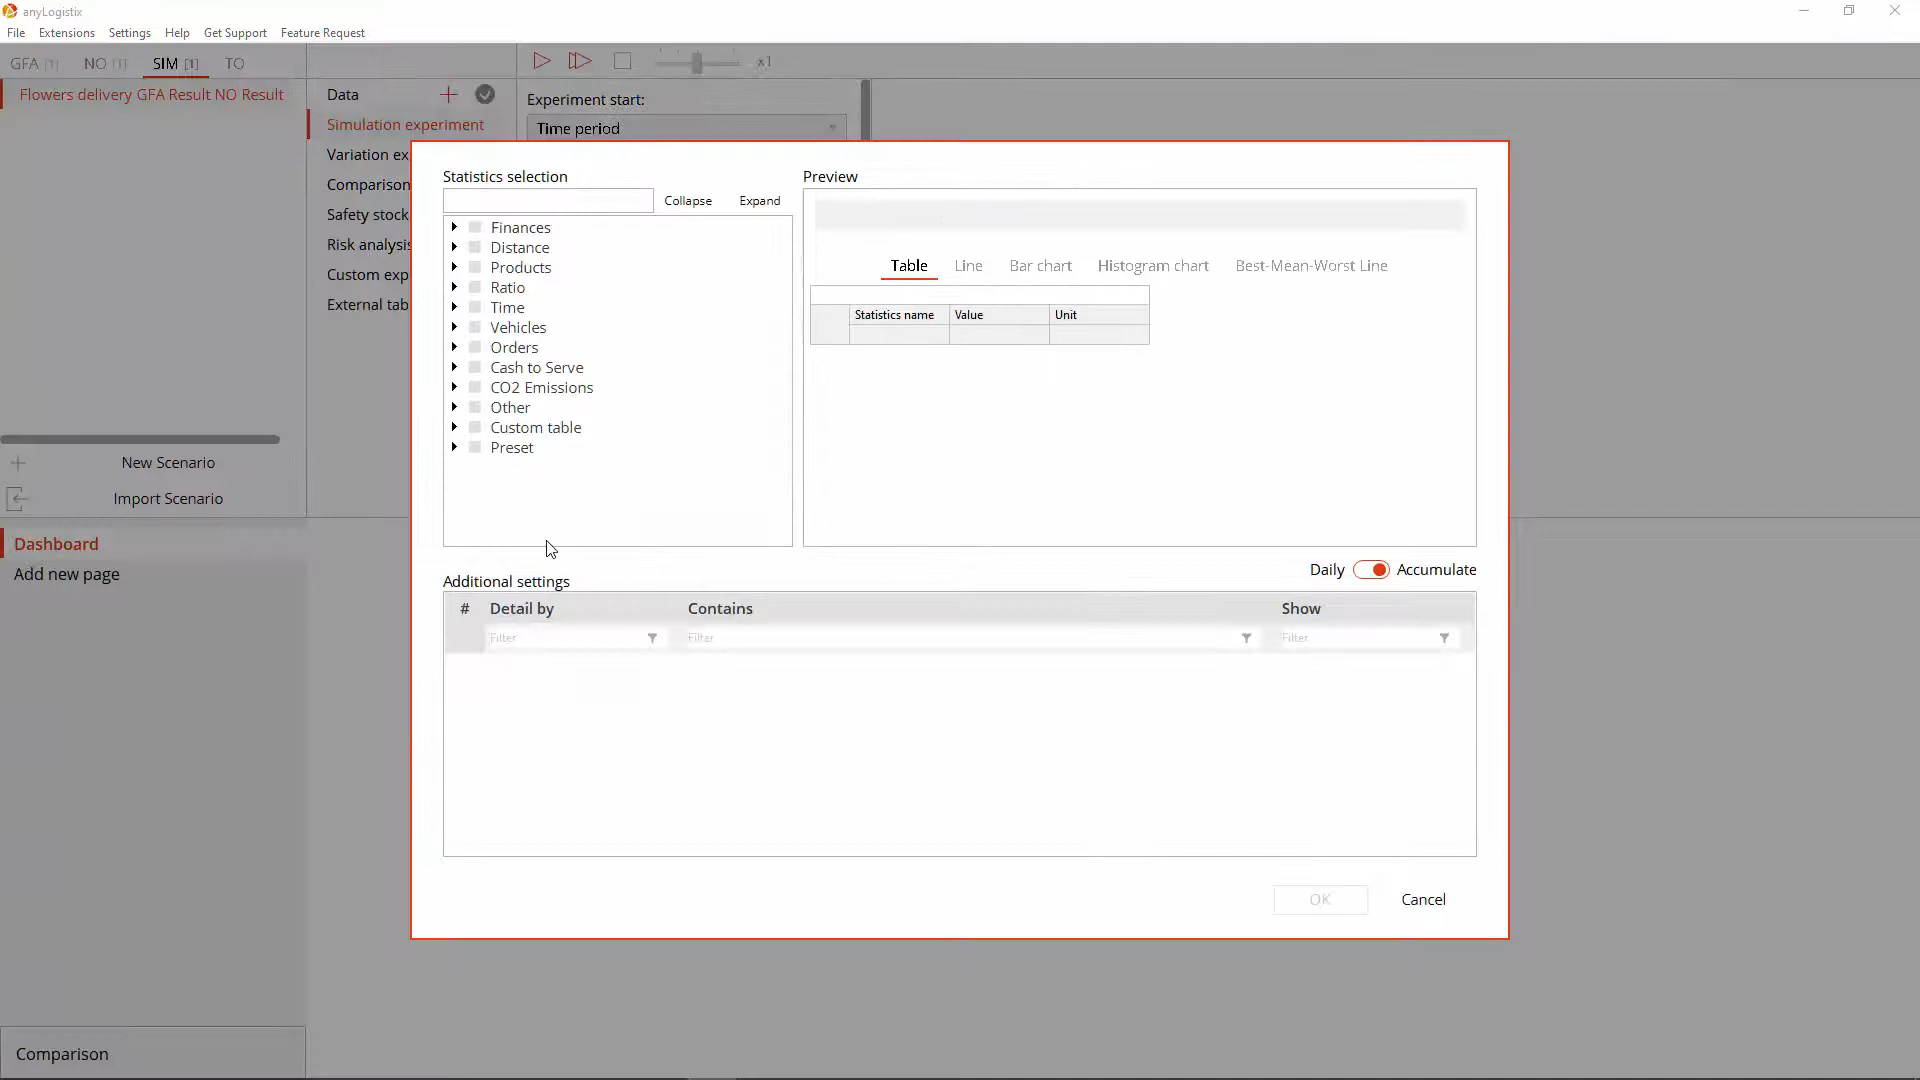 anyLogistix
File Extensions Settings Help Get Support Feature Request
GFA [1] NO [1] SIM [1] TO
x1
Flowers delivery GFA Result NO Result
Data
Experiment start:
Simulation experiment
Time period
Variation ex
Comparison
Safety stock
Risk analysis
Custom exp
External tab
New Scenario
Import Scenario
Dashboard
Add new page
Comparison
Statistics selection
Collapse Expand
Finances
Distance
Products
Ratio
Time
Vehicles
Orders
Cash to Serve
CO2 Emissions
Other
Custom table
Preset
Preview
Table Line Bar chart Histogram chart Best-Mean-Worst Line
Statistics name Value Unit
Daily Accumulate
Additional settings
# Detail by Contains Show
Filter Filter Filter
OK Cancel